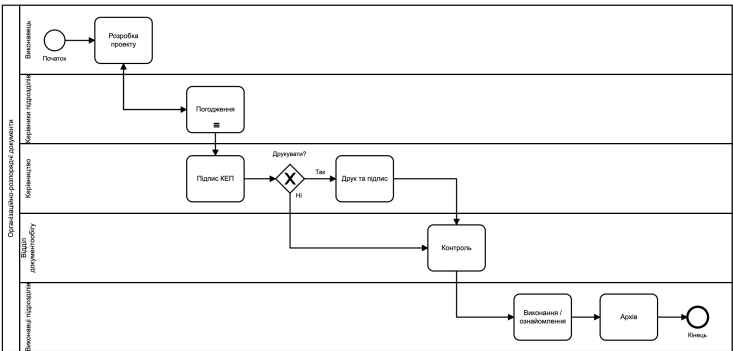 Організаційно-розпорядчі документи
Виконавець
Початок
Розробка
проекту
Керівники підрозділів
Погодження
Керівництво
Підпис КЕП
Друкувати?
Так
Ні
Друк та підпис
Відділ
документообігу
Контроль
Виконавці підрозділів
Виконання /
ознайомлення
Архів
Кінець